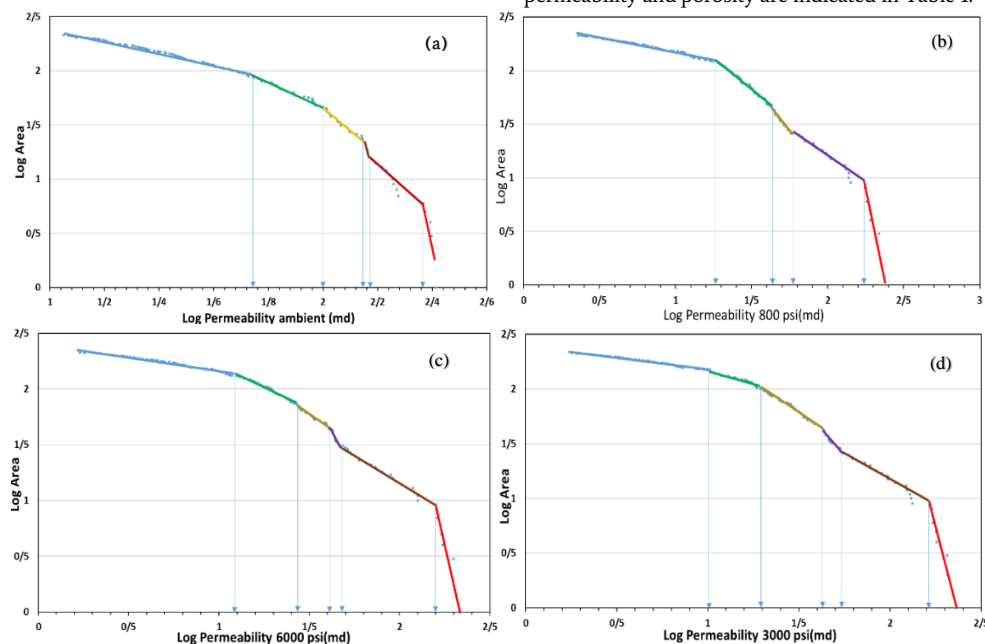 permeability and porosity are indicated in Table 1.
(a)
Log Area
2/5
2
1/5
1
0/5
0
1 1/2 1/4 1/6 1/8 2 2/2 2/4 2/6
Log Permeability ambient (md)
(b)
Log Area
2/5
2
1/5
1
0/5
0
0 0/5 1 1/5 2 2/5 3
Log Permeability 800 psi(md)
(c)
Log Area
2/5
2
1/5
1
0/5
0
0 0/5 1 1/5 2 2/5
Log Permeability 6000 psi(md)
(d)
Log Area
2/5
2
1/5
1
0/5
0
0 0/5 1 1/5 2 2/5
Log Permeability 3000 psi(md)